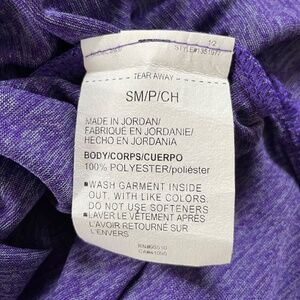 1/2
TEAR AWAY
SM/P/CH
MADE IN JORDAN/
FABRIQUÉ EN JORDANIE/
HECHO EN JORDANIA
BODY/CORPS/CUERPO
100% POLYESTER/poliéster
■WASH GARMENT INSIDE
OUT, WITH LIKE COLORS.
DO NOT USE SOFTENERS
■LAVER LE VÊTEMENT APRÈS
L'AVOIR RETOURNÉ SUR
L'ENVERS